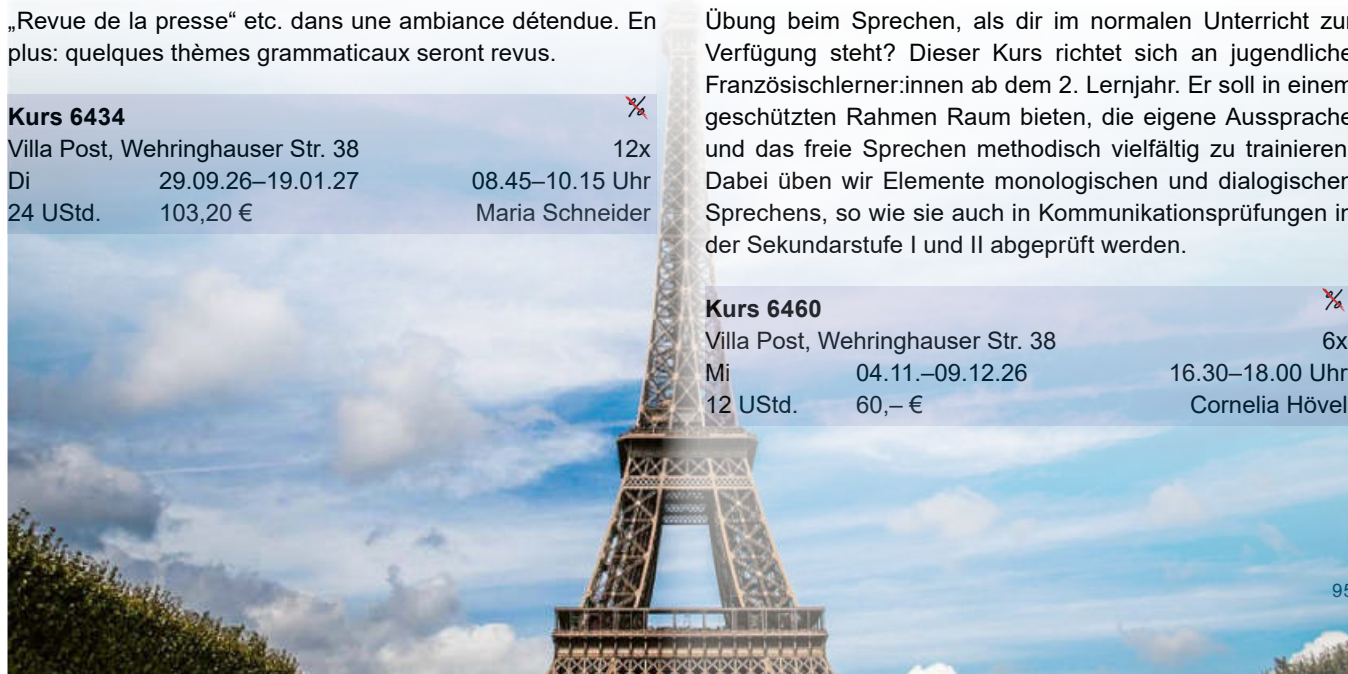 „Revue de la presse“ etc. dans une ambiance détendue. En
plus: quelques thèmes grammaticaux seront revus.
Kurs 6434
Villa Post, Wehringhauser Str. 38 12x
Di 29.09.26–19.01.27 08.45–10.15 Uhr
24 UStd. 103,20 € Maria Schneider
Übung beim Sprechen, als dir im normalen Unterricht zur
Verfügung steht? Dieser Kurs richtet sich an jugendliche
Französischlerner:innen ab dem 2. Lernjahr. Er soll in einem
geschützten Rahmen Raum bieten, die eigene Aussprache
und das freie Sprechen methodisch vielfältig zu trainieren
Dabei üben wir Elemente monologischen und dialogischen
Sprechens, so wie sie auch in Kommunikationsprüfungen in
der Sekundarstufe I und II abgeprüft werden.
Kurs 6460
Villa Post, Wehringhauser Str. 38 6x
Mi 04.11.–09.12.26 16.30–18.00 Uhr
12 UStd. 60,– € Cornelia Hövel
95